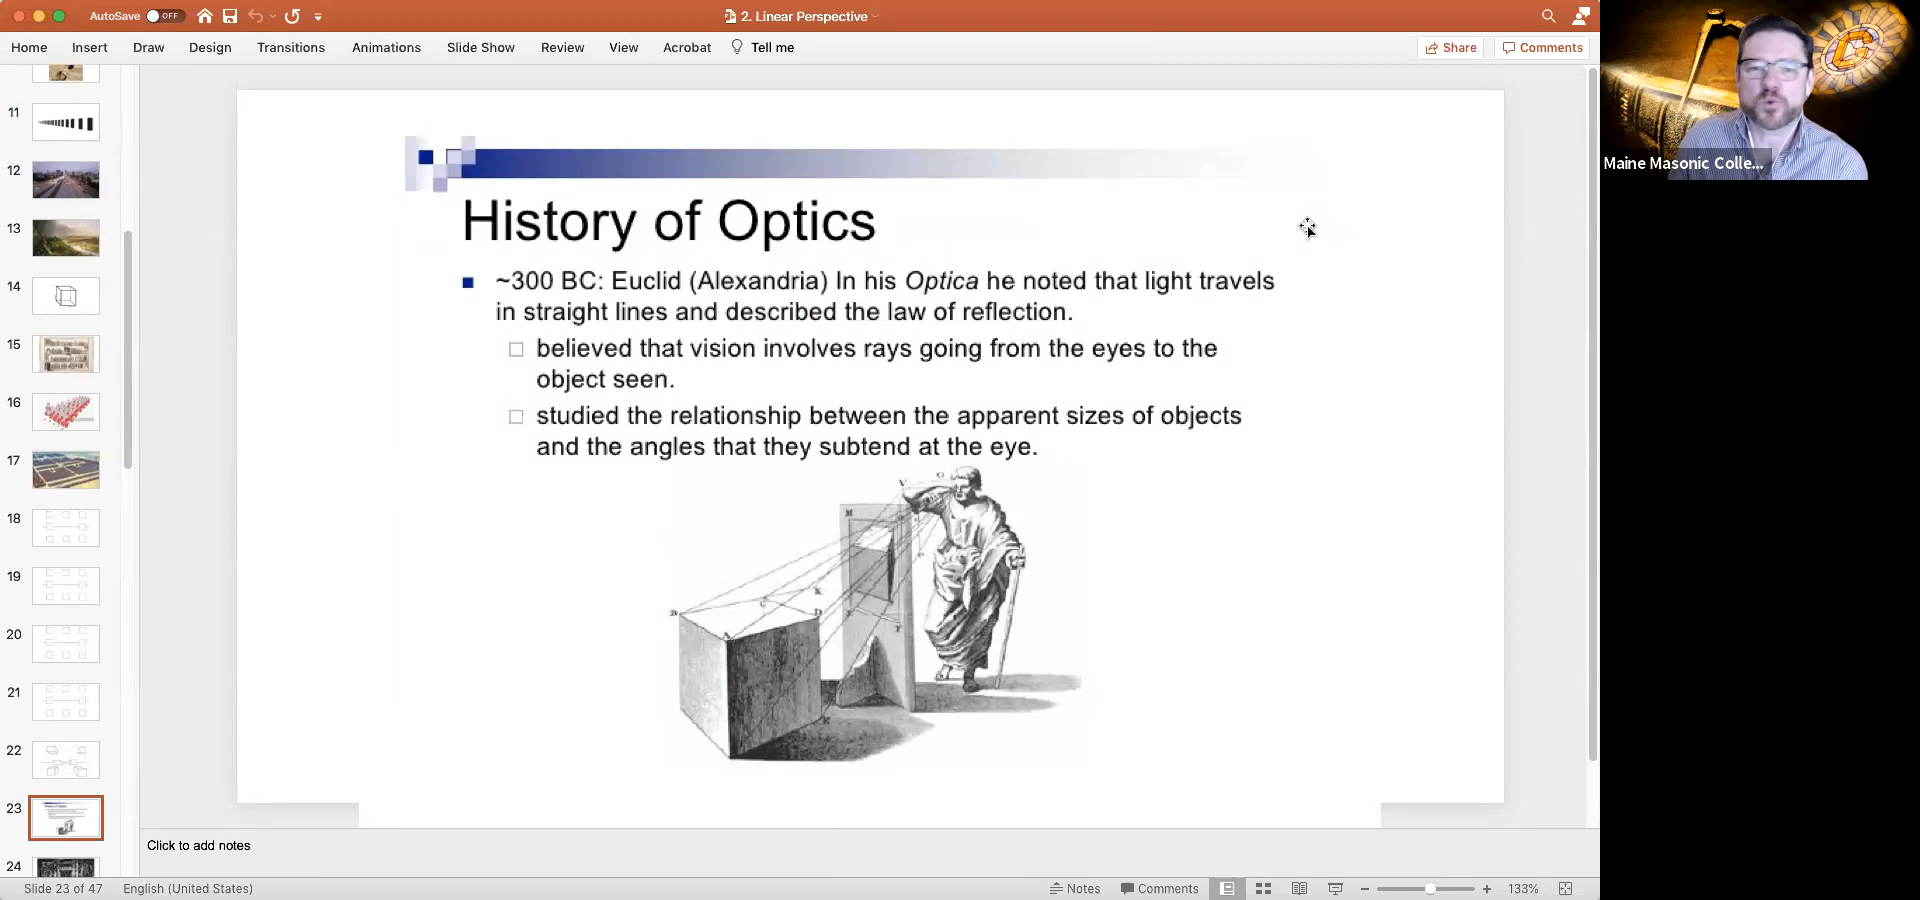 AutoSave OFF
2. Linear Perspective
Home Insert Draw Design Transitions Animations Slide Show Review View Acrobat Tell me
Share Comments
11
12
13
14
15
16
17
18
19
20
21
22
23
24
History of Optics
~300 BC: Euclid (Alexandria) In his Optica he noted that light travels
in straight lines and described the law of reflection.
believed that vision involves rays going from the eyes to the
object seen.
studied the relationship between the apparent sizes of objects
and the angles that they subtend at the eye.
Click to add notes
Slide 23 of 47 English (United States)
Notes Comments 133%
Maine Masonic Colle...
G